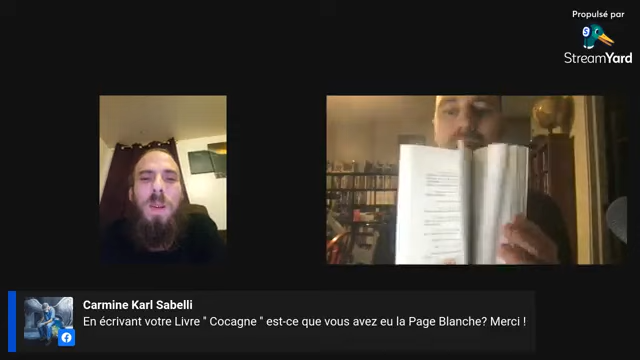 Propulsé par
StreamYard
Carmine Karl Sabelli
En écrivant votre Livre " Cocagne " est-ce que vous avez eu la Page Blanche? Merci !